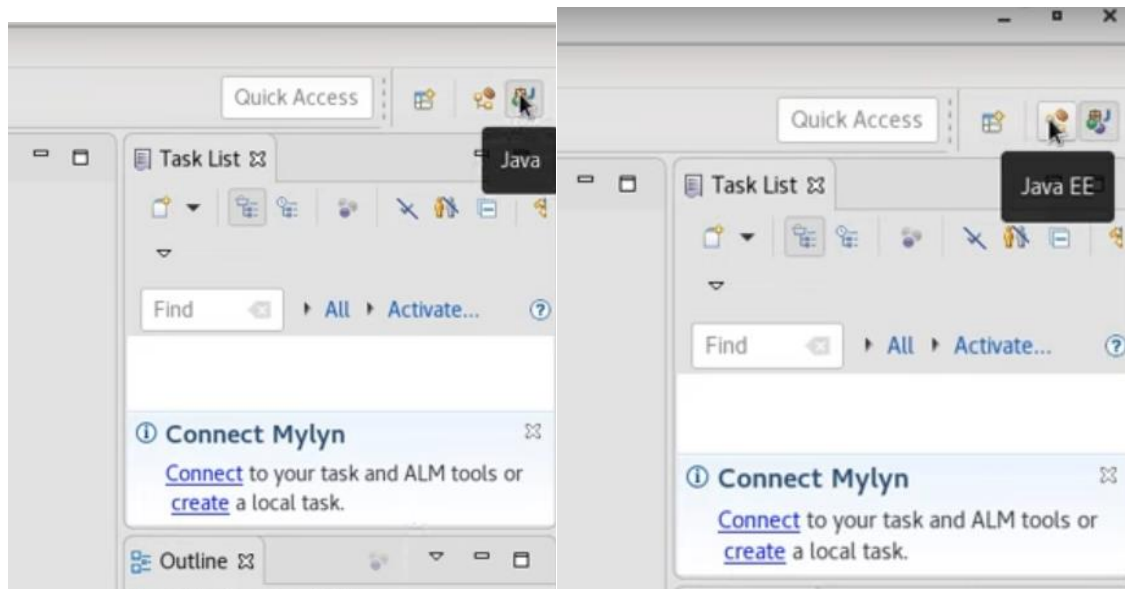 Quick Access
Java
Task List
Find
All
Activate...
Connect Mylyn
Connect to your task and ALM tools or
create a local task.
Outline
Quick Access
Java EE
Task List
Find
All
Activate...
Connect Mylyn
Connect to your task and ALM tools or
create a local task.